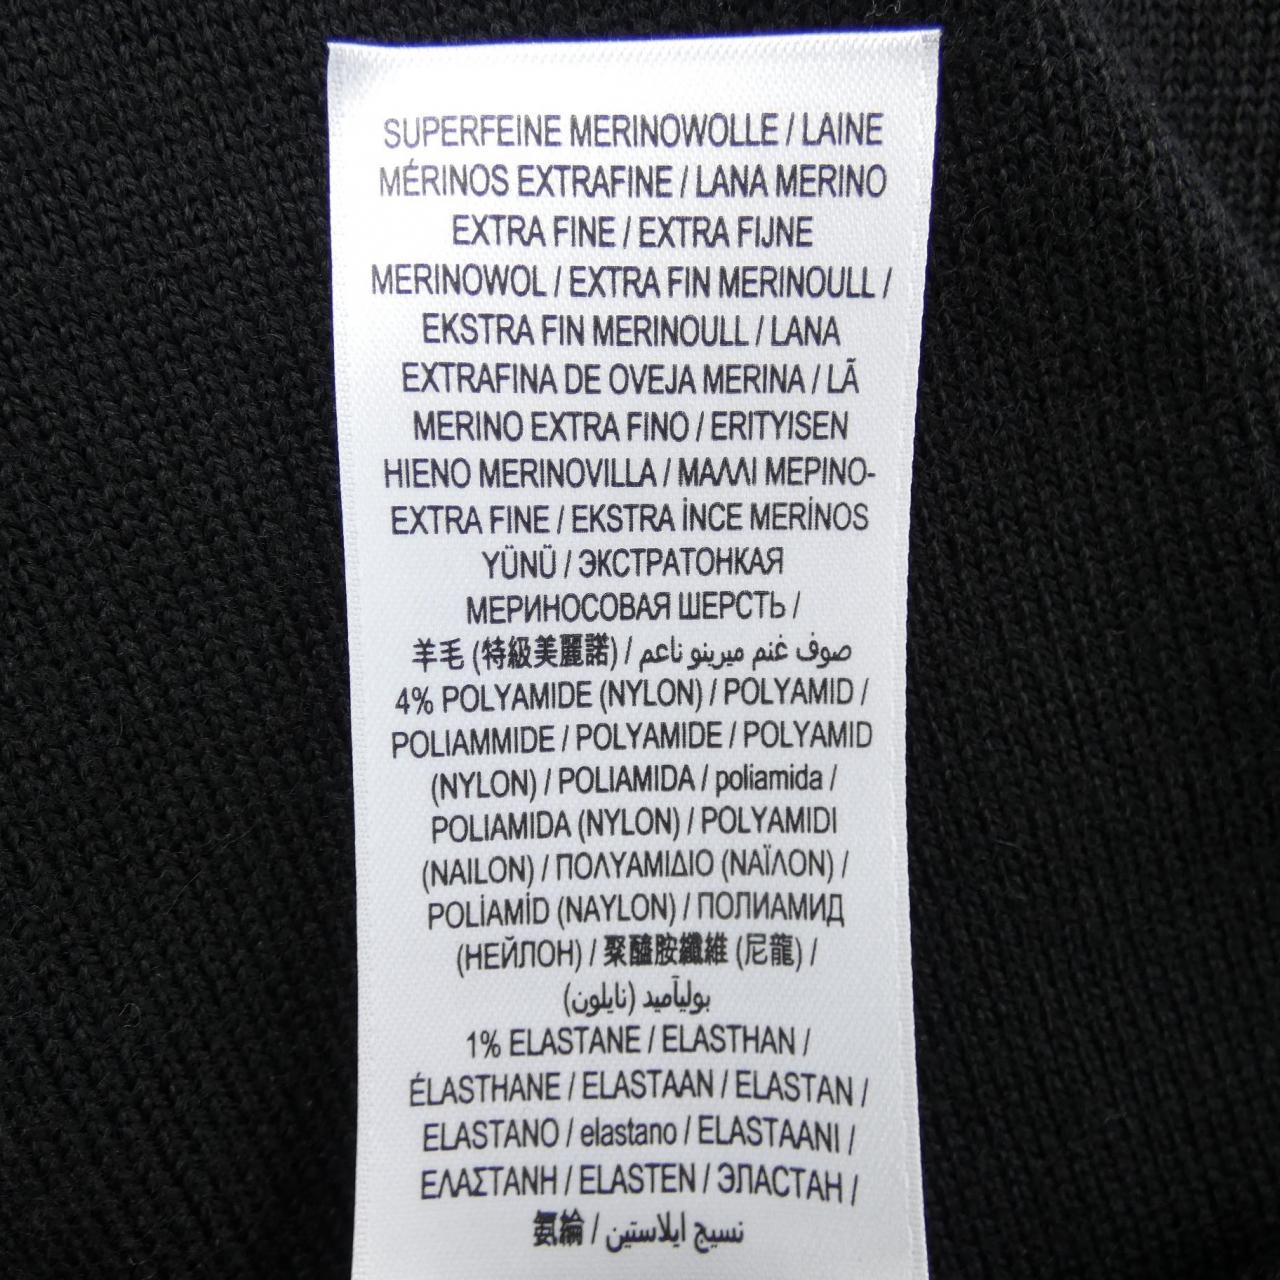 SUPERFEINE MERINOWOLLE / LAINE
MÉRINOS EXTRAFINE / LANA MERINO
EXTRA FINE / EXTRA FIJNE
MERINOWOL / EXTRA FIN MERINOULL /
EKSTRA FIN MERINOULL / LANA
EXTRAFINA DE OVEJA MERINA / LÃ
MERINO EXTRA FINO / ERITYISEN
HIENO MERINOVILLA / ΜΑΛΛΙ ΜΕΡΙΝΟ-
EXTRA FINE / EKSTRA İNCE MERİNOS
YÜNÜ / ЭКСТРАТОНКАЯ
МЕРИНОСОВАЯ ШЕРСТЬ /
羊毛 (特級美麗諾) / صوف غنم ميرينو ناعم
4% POLYAMIDE (NYLON) / POLYAMID /
POLIAMMIDE / POLYAMIDE / POLYAMID
(NYLON) / POLIAMIDA / poliamida /
POLIAMIDA (NYLON) / POLYAMIDI
(NAILON) / ΠΟΛΥΑΜΙΔΙΟ (ΝΑΪΛΟΝ) /
POLİAMİD (NAYLON) / ПОЛИАМИД
(НЕЙЛОН) / 聚醯胺纖維 (尼龍) /
بولیآمید (نایلون)
1% ELASTANE / ELASTHAN /
ÉLASTHANE / ELASTAAN / ELASTAN /
ELASTANO / elastano / ELASTAANI /
ΕΛΑΣΤΑΝΗ / ELASTEN / ЭЛАСТАН /
氨綸 / نسيج ايلاستين